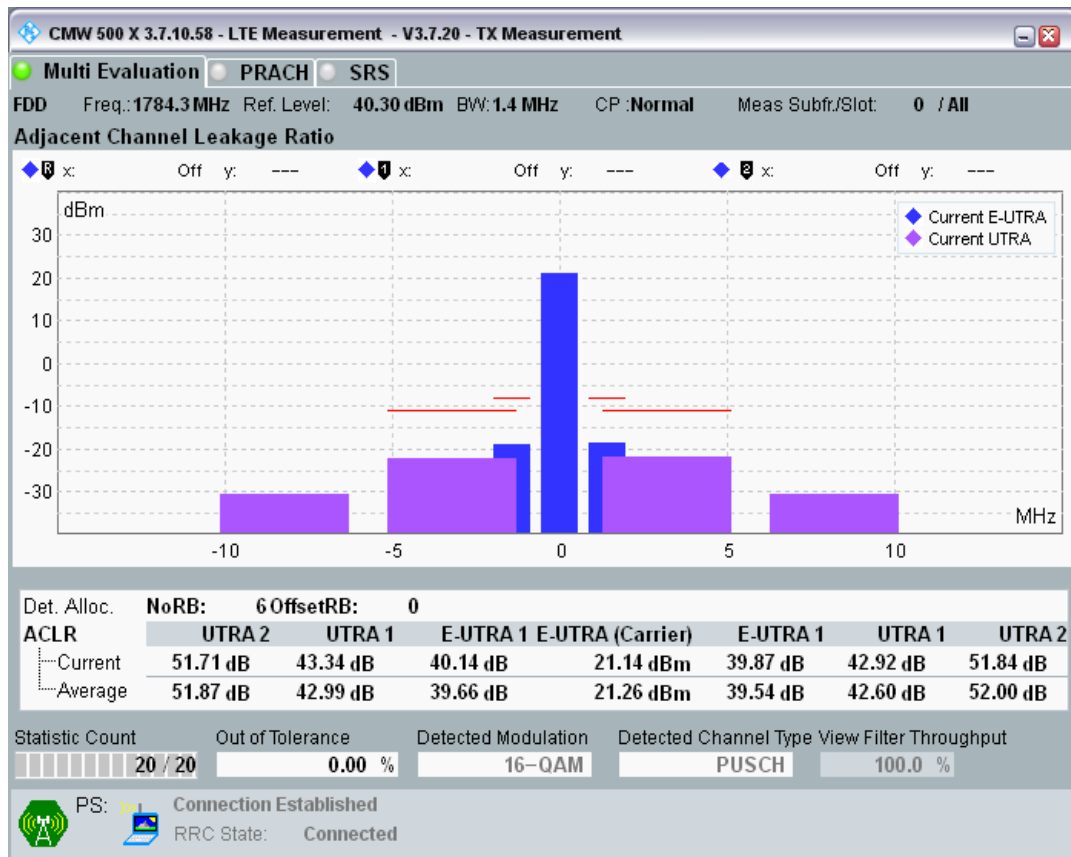 CMW 500 X 3.7.10.58 - LTE Measurement - V3.7.20 - TX Measurement
Multi Evaluation PRACH SRS
FDD Freq.:1784.3 MHz Ref. Level: 40.30 dBm BW:1.4 MHz CP :Normal Meas Subfr./Slot: 0 / All
Adjacent Channel Leakage Ratio
R x: Off y: --- 1 x: Off y: --- 2 x: Off y: ---
dBm
Current E-UTRA
Current UTRA
30
20
10
0
-10
-20
-30
MHz
-10 -5 0 5 10
Det. Alloc. NoRB: 6 OffsetRB: 0
ACLR UTRA 2 UTRA 1 E-UTRA 1 E-UTRA (Carrier) E-UTRA 1 UTRA 1 UTRA 2
Current 51.71 dB 43.34 dB 40.14 dB 21.14 dBm 39.87 dB 42.92 dB 51.84 dB
Average 51.87 dB 42.99 dB 39.66 dB 21.26 dBm 39.54 dB 42.60 dB 52.00 dB
Statistic Count Out of Tolerance Detected Modulation Detected Channel Type View Filter Throughput
20 / 20 0.00 % 16-QAM PUSCH 100.0 %
PS: Connection Established
RRC State: Connected